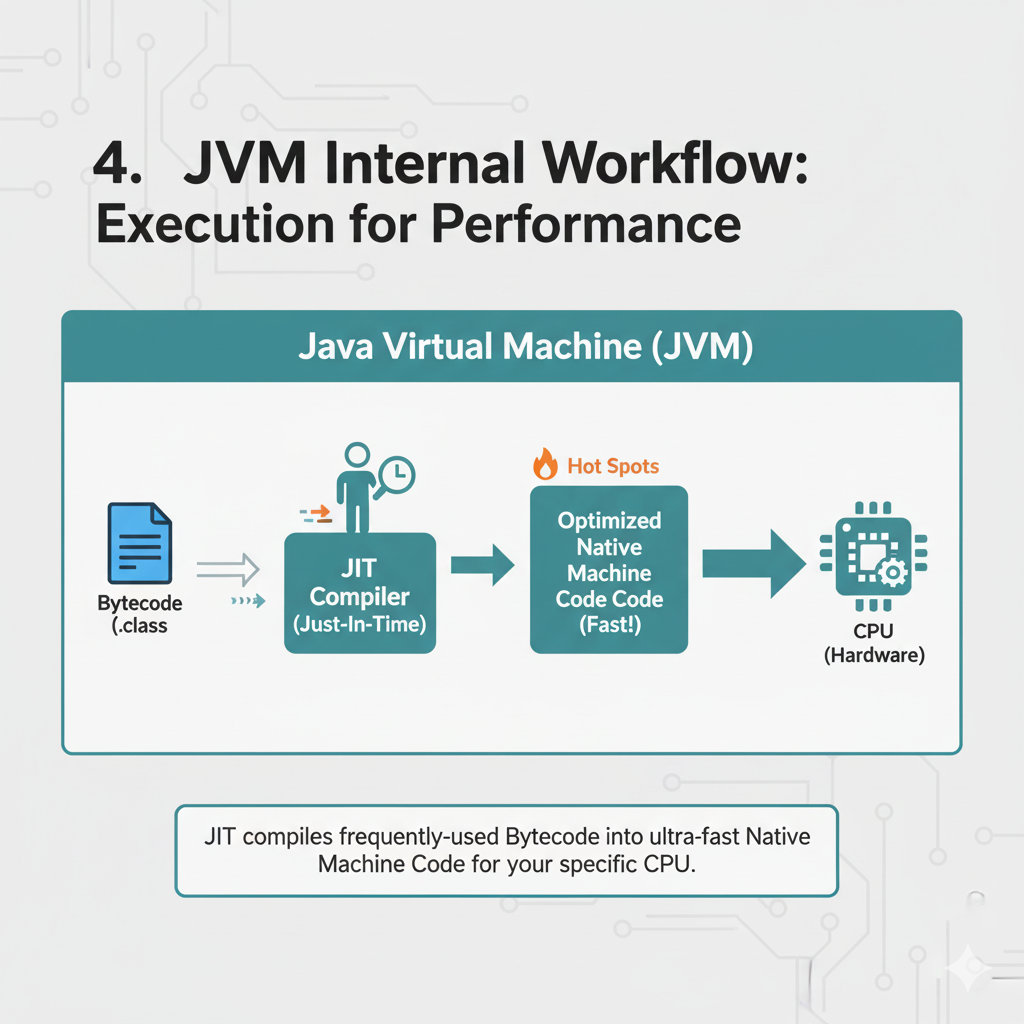 4. JVM Internal Workflow:
Execution for Performance
Java Virtual Machine (JVM)
Bytecode
(.class
JIT
Compiler
(Just-In-Time)
Hot Spots
Optimized
Native
Machine
Code Code
(Fast!)
CPU
(Hardware)
JIT compiles frequently-used Bytecode into ultra-fast Native
Machine Code for your specific CPU.